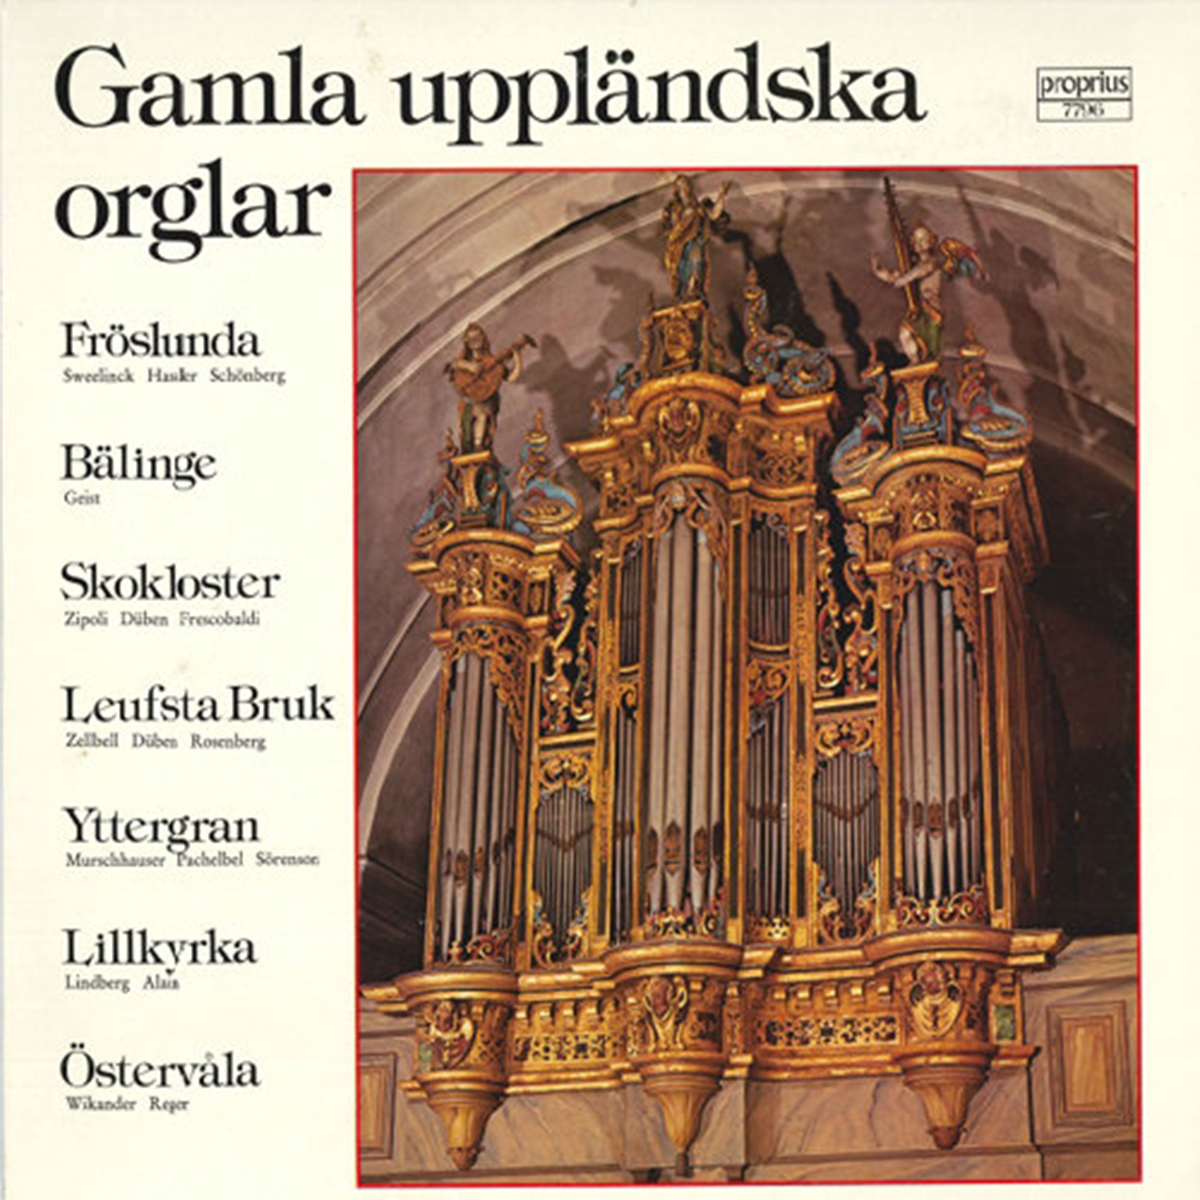 Gamla uppländska
orglar
proprius
7796
Fröslunda
Sweelinck Hasler Schönberg
Bälinge
Geist
Skokloster
Zipoli Düben Frescobaldi
Leufsta Bruk
Zellbell Düben Rosenberg
Yttergran
Murschhauser Pachelbel Sörenson
Lillkyrka
Lindberg Alain
Östervåla
Wikander Reger